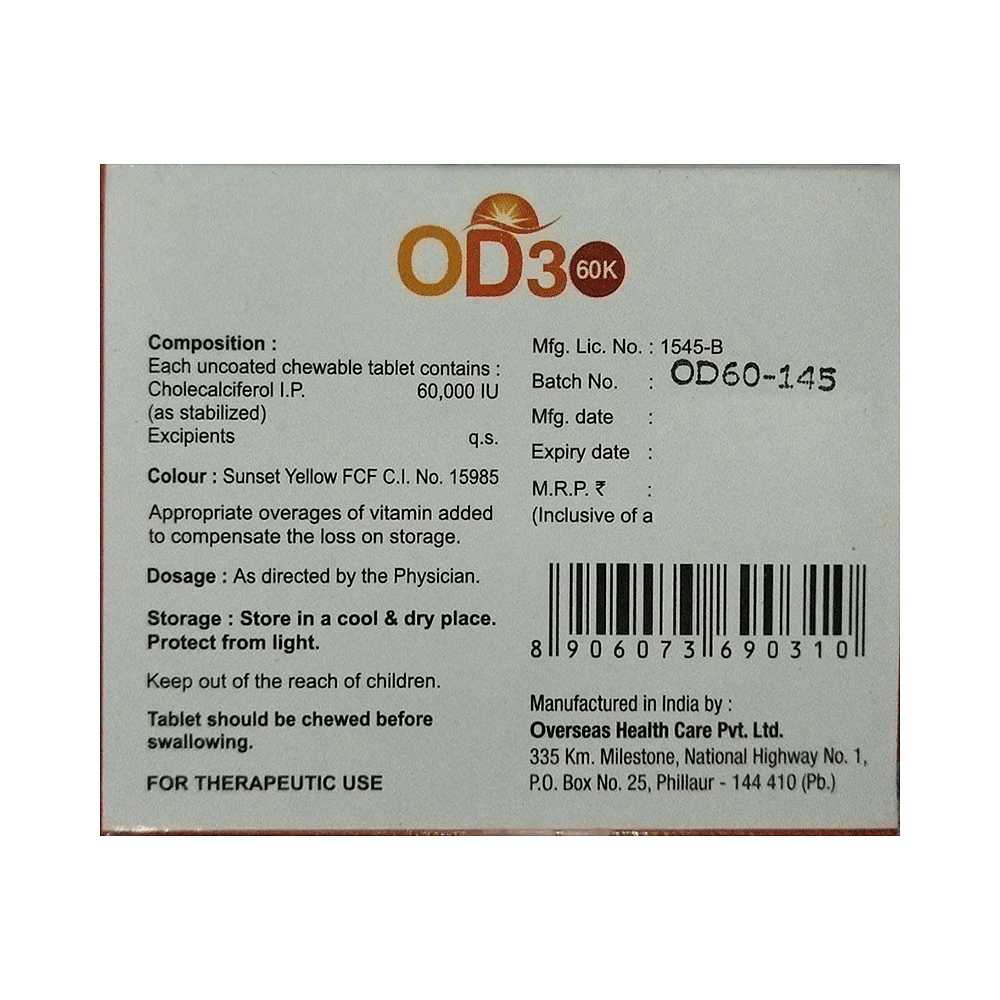 OD3 60K
Composition :
Each uncoated chewable tablet contains :
Cholecalciferol I.P. 60,000 IU
(as stabilized)
Excipients q.s.
Colour : Sunset Yellow FCF C.I. No. 15985
Appropriate overages of vitamin added
to compensate the loss on storage.
Dosage : As directed by the Physician.
Storage : Store in a cool & dry place.
Protect from light.
Keep out of the reach of children.
Tablet should be chewed before
swallowing.
FOR THERAPEUTIC USE
Mfg. Lic. No. : 1545-B
Batch No. : OD60-145
Mfg. date :
Expiry date :
M.R.P. ₹ :
(Inclusive of a
8 906073 690310
Manufactured in India by :
Overseas Health Care Pvt. Ltd.
335 Km. Milestone, National Highway No. 1,
P.O. Box No. 25, Phillaur - 144 410 (Pb.)